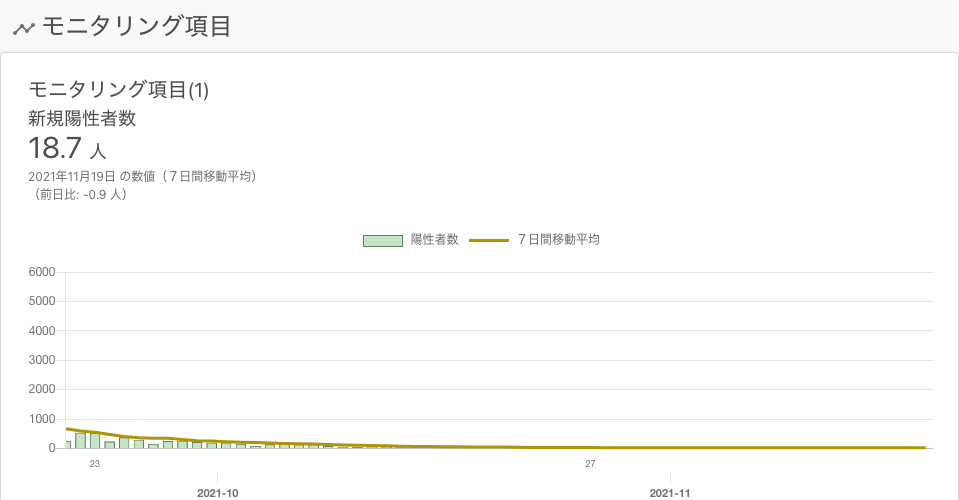 モニタリング項目
モニタリング項目(1)
新規陽性者数
18.7 人
2021年11月19日 の数値（７日間移動平均）
（前日比: -0.9 人）
陽性者数 ７日間移動平均
6000
5000
4000
3000
2000
1000
0
23 27
2021-10 2021-11